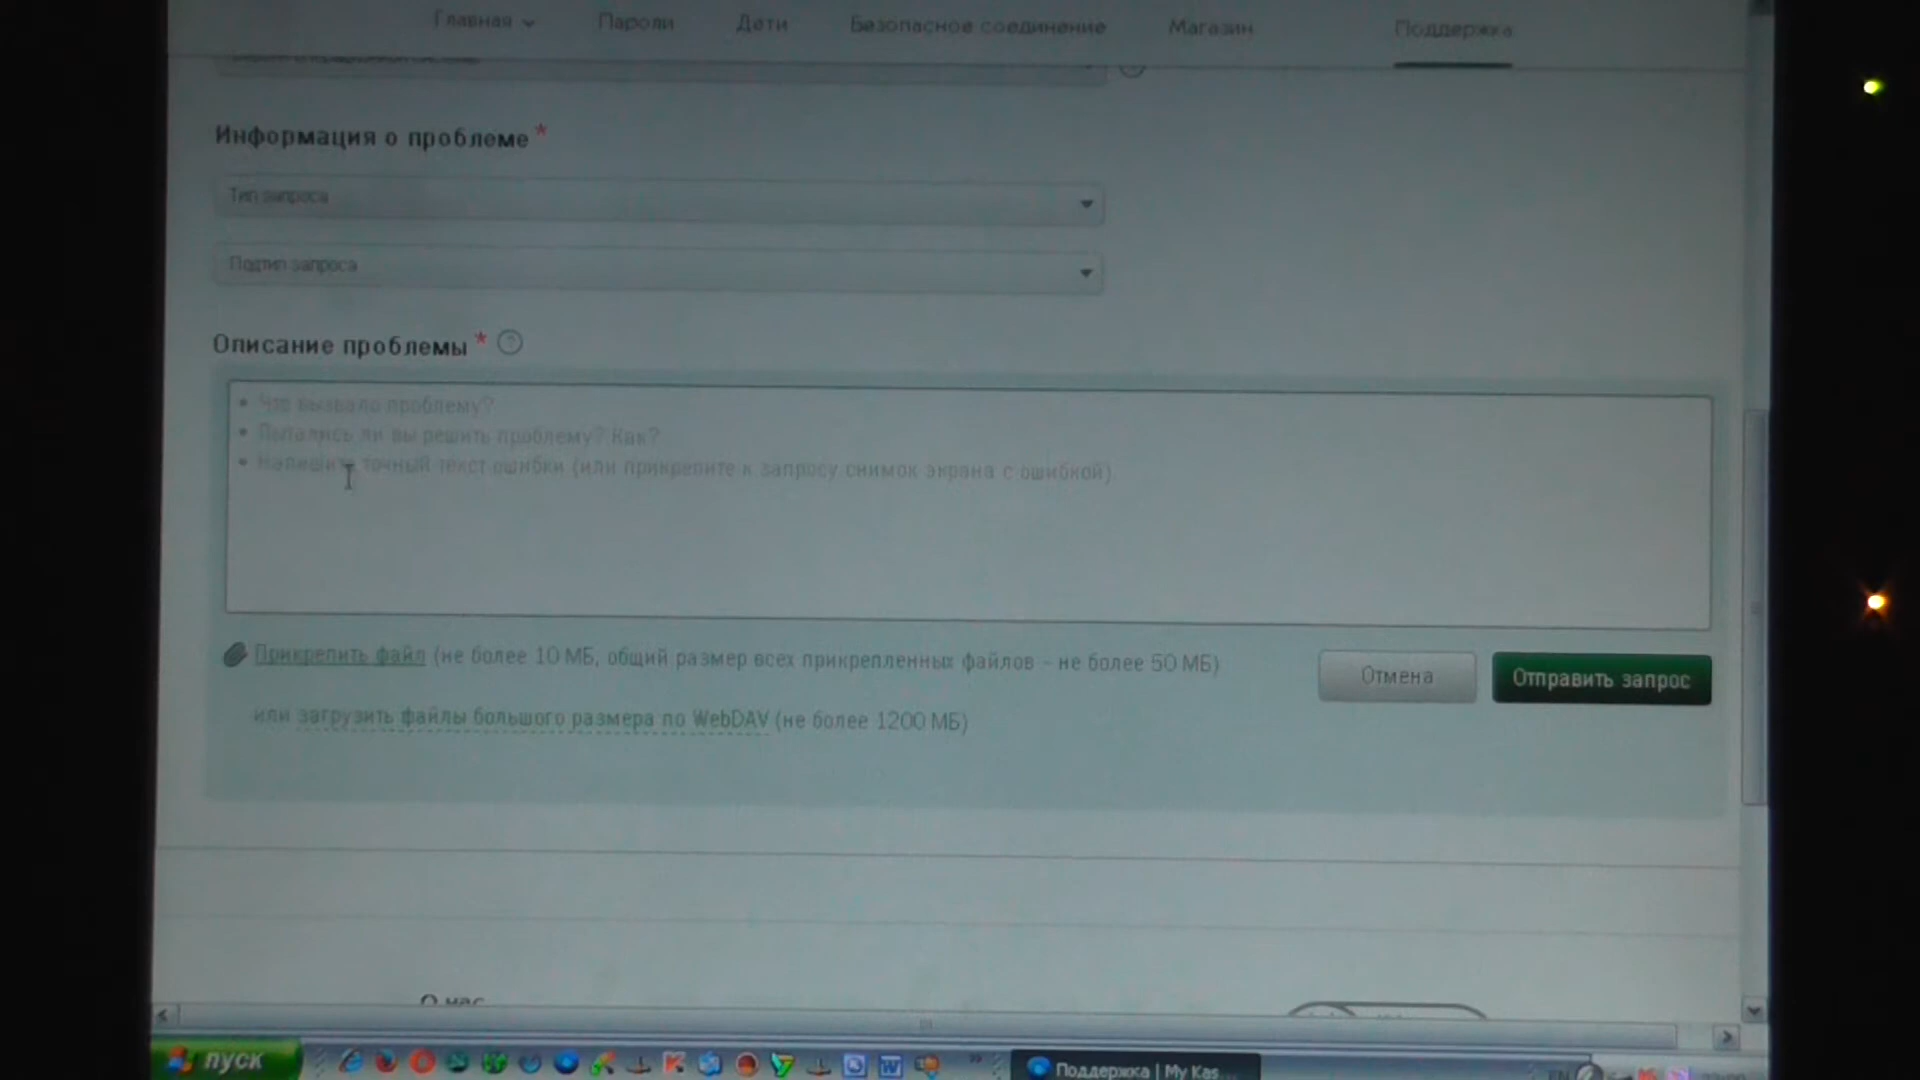 Главная Пароли Дети Безопасное соединение Магазин Поддержка
Информация о проблеме *
Тип запроса
Подтип запроса
Описание проблемы * ?
• Что вызвало проблему?
• Пытались ли вы решить проблему? Как?
• Напишите точный текст ошибки (или прикрепите к запросу снимок экрана с ошибкой).
Прикрепить файл (не более 10 МБ, общий размер всех прикрепленных файлов - не более 50 МБ)
Отмена
Отправить запрос
или загрузить файлы большого размера по WebDAV (не более 1200 МБ)
О нас
пуск
Поддержка | My Kas...
EN